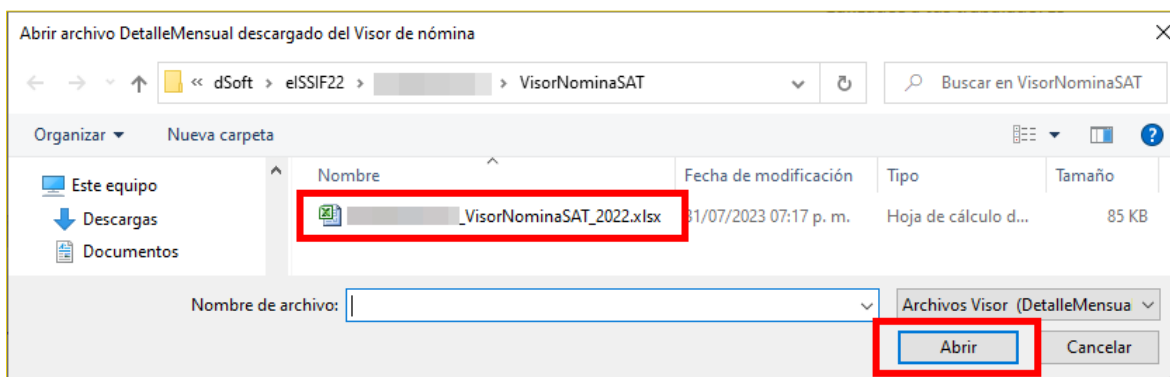 Abrir archivo DetalleMensual descargado del Visor de nómina
« dSoft > eISSIF22 > > VisorNominaSAT
Buscar en VisorNominaSAT
Organizar Nueva carpeta
Este equipo
Descargas
Documentos
Nombre Fecha de modificación Tipo Tamaño
_VisorNominaSAT_2022.xlsx 31/07/2023 07:17 p. m. Hoja de cálculo d... 85 KB
Nombre de archivo: Archivos Visor (DetalleMensua
Abrir Cancelar